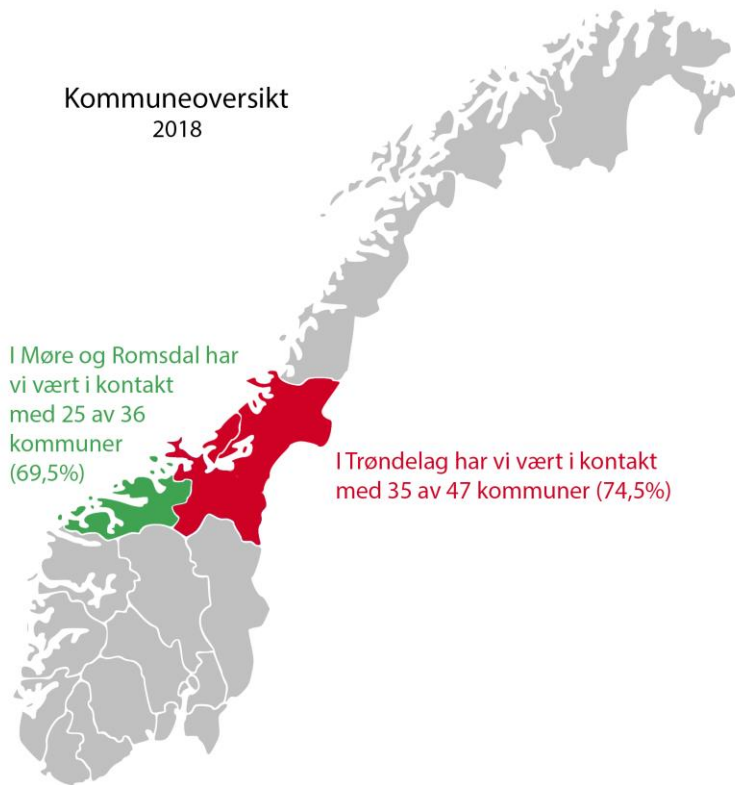 Kommuneoversikt
2018
I Møre og Romsdal har
vi vært i kontakt
med 25 av 36
kommuner
(69,5%)
I Trøndelag har vi vært i kontakt
med 35 av 47 kommuner (74,5%)